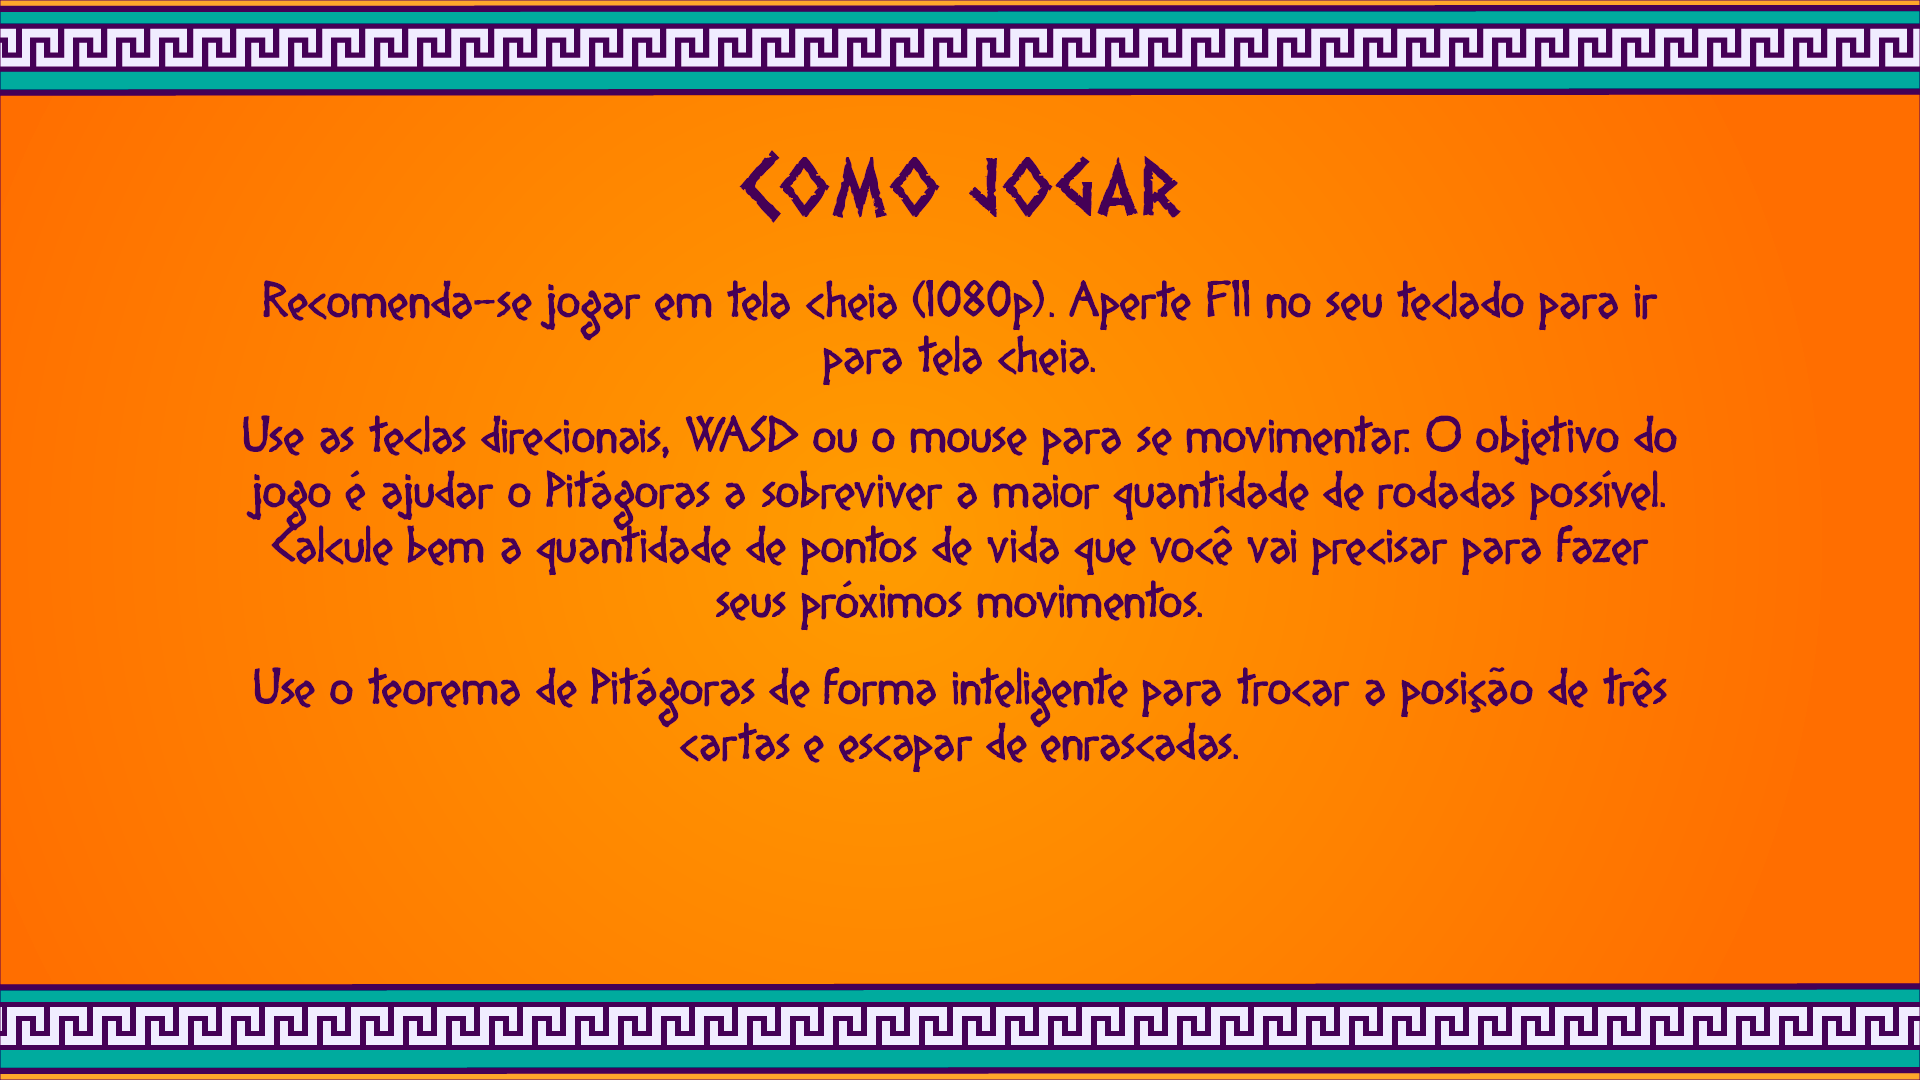 COMO JOGAR
Recomenda-se jogar em tela cheia (1080p). Aperte F11 no seu teclado para ir
para tela cheia.
Use as teclas direcionais, WASD ou o mouse para se movimentar. O objetivo do
jogo é ajudar o Pitágoras a sobreviver a maior quantidade de rodadas possível.
Calcule bem a quantidade de pontos de vida que você vai precisar para fazer
seus próximos movimentos.
Use o teorema de Pitágoras de forma inteligente para trocar a posição de três
cartas e escapar de enrascadas.